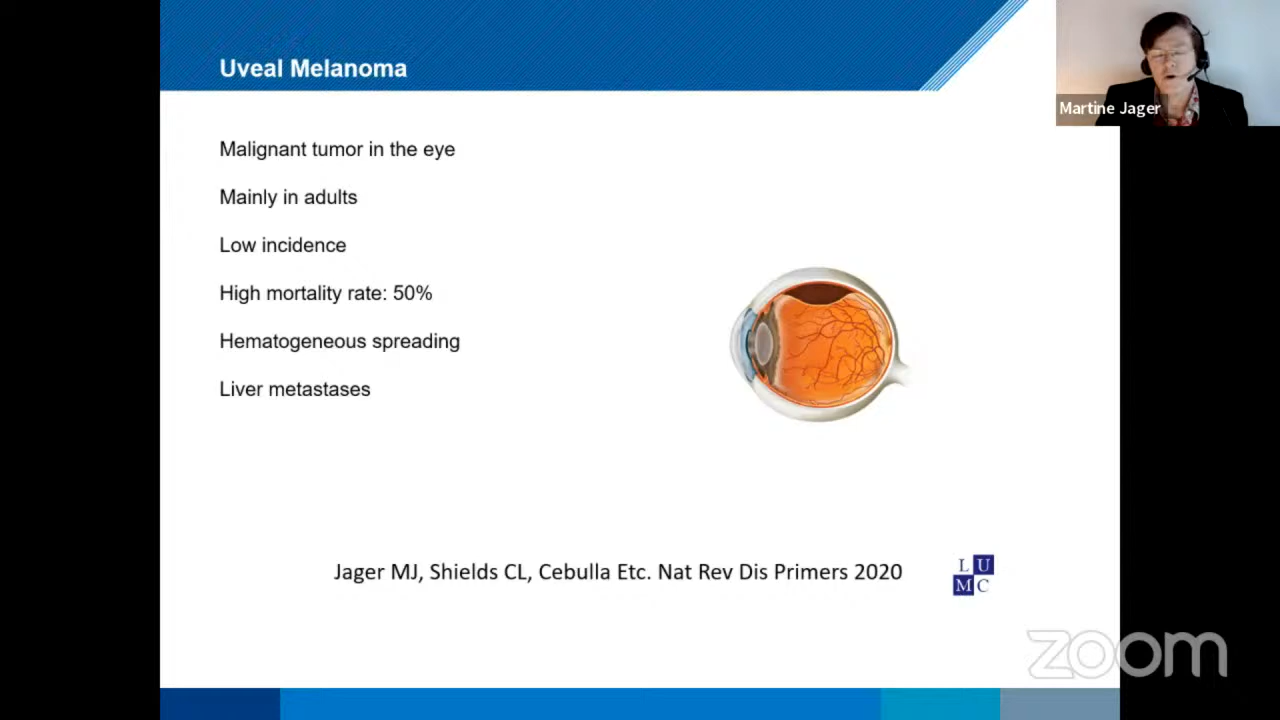 Uveal Melanoma
Martine Jager
Malignant tumor in the eye
Mainly in adults
Low incidence
High mortality rate: 50%
Hematogeneous spreading
Liver metastases
Jager MJ, Shields CL, Cebulla Etc. Nat Rev Dis Primers 2020
L U
M C
zoom